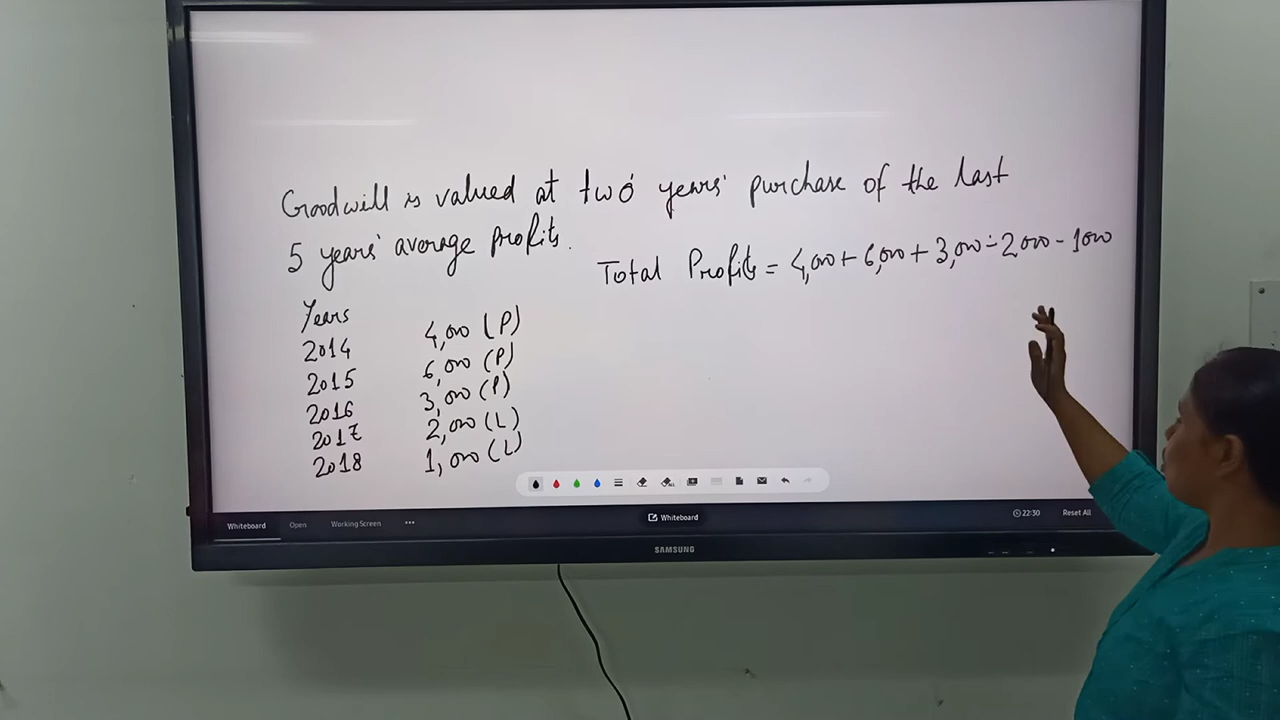 Goodwill is valued at two years' purchase of the last
5 years' average profits.
Total Profits = 4,000 + 6,000 + 3,000 - 2,000 - 1000
Years
2014 4,000 (P)
2015 6,000 (P)
2016 3,000 (P)
2017 2,000 (L)
2018 1,000 (L)
ALL
Whiteboard Open Working Screen ••• Whiteboard 22:30 Reset All
SAMSUNG